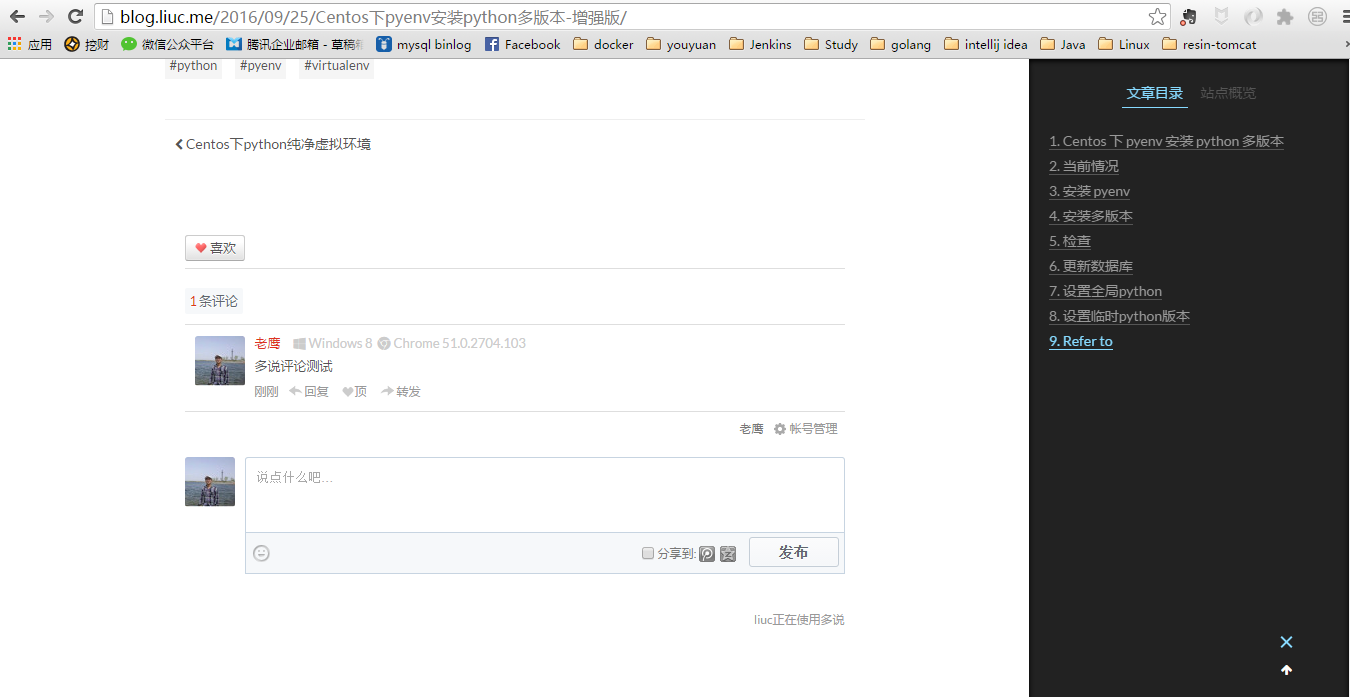 blog.liuc.me/2016/09/25/Centos下pyenv安装python多版本-增强版/
应用 挖财 微信公众平台 腾讯企业邮箱 - 草稿 mysql binlog Facebook docker youyuan Jenkins Study golang intellij idea Java Linux resin-tomcat
#python #pyenv #virtualenv
Centos下python纯净虚拟环境
喜欢
1 条评论
老鹰 Windows 8 Chrome 51.0.2704.103
多说评论测试
刚刚 回复 顶 转发
老鹰 帐号管理
说点什么吧...
分享到: 发布
liuc正在使用多说
文章目录 站点概览
1. Centos 下 pyenv 安装 python 多版本
2. 当前情况
3. 安装 pyenv
4. 安装多版本
5. 检查
6. 更新数据库
7. 设置全局python
8. 设置临时python版本
9. Refer to